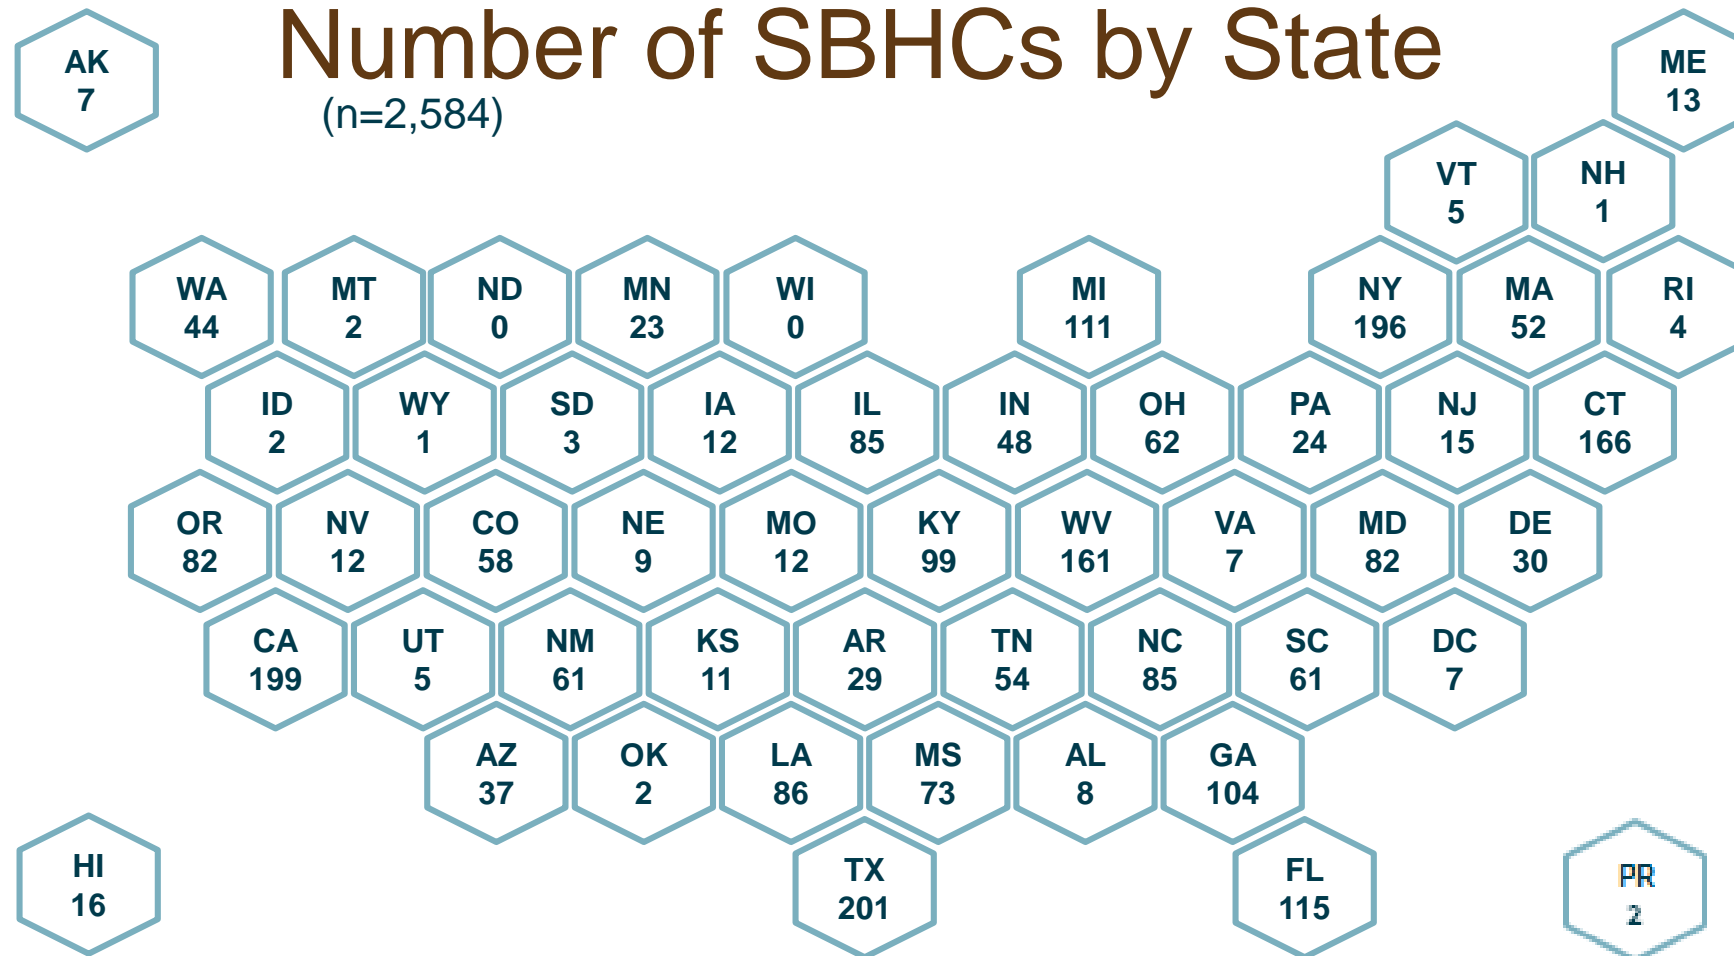 Number of SBHCs by State
(n=2,584)
AK
7
ME
13
VT
5
NH
1
WA
44
MT
2
ND
0
MN
23
WI
0
MI
111
NY
196
MA
52
RI
4
ID
2
WY
1
SD
3
IA
12
IL
85
IN
48
OH
62
PA
24
NJ
15
CT
166
OR
82
NV
12
CO
58
NE
9
MO
12
KY
99
WV
161
VA
7
MD
82
DE
30
CA
199
UT
5
NM
61
KS
11
AR
29
TN
54
NC
85
SC
61
DC
7
AZ
37
OK
2
LA
86
MS
73
AL
8
GA
104
HI
16
TX
201
FL
115
PR
2